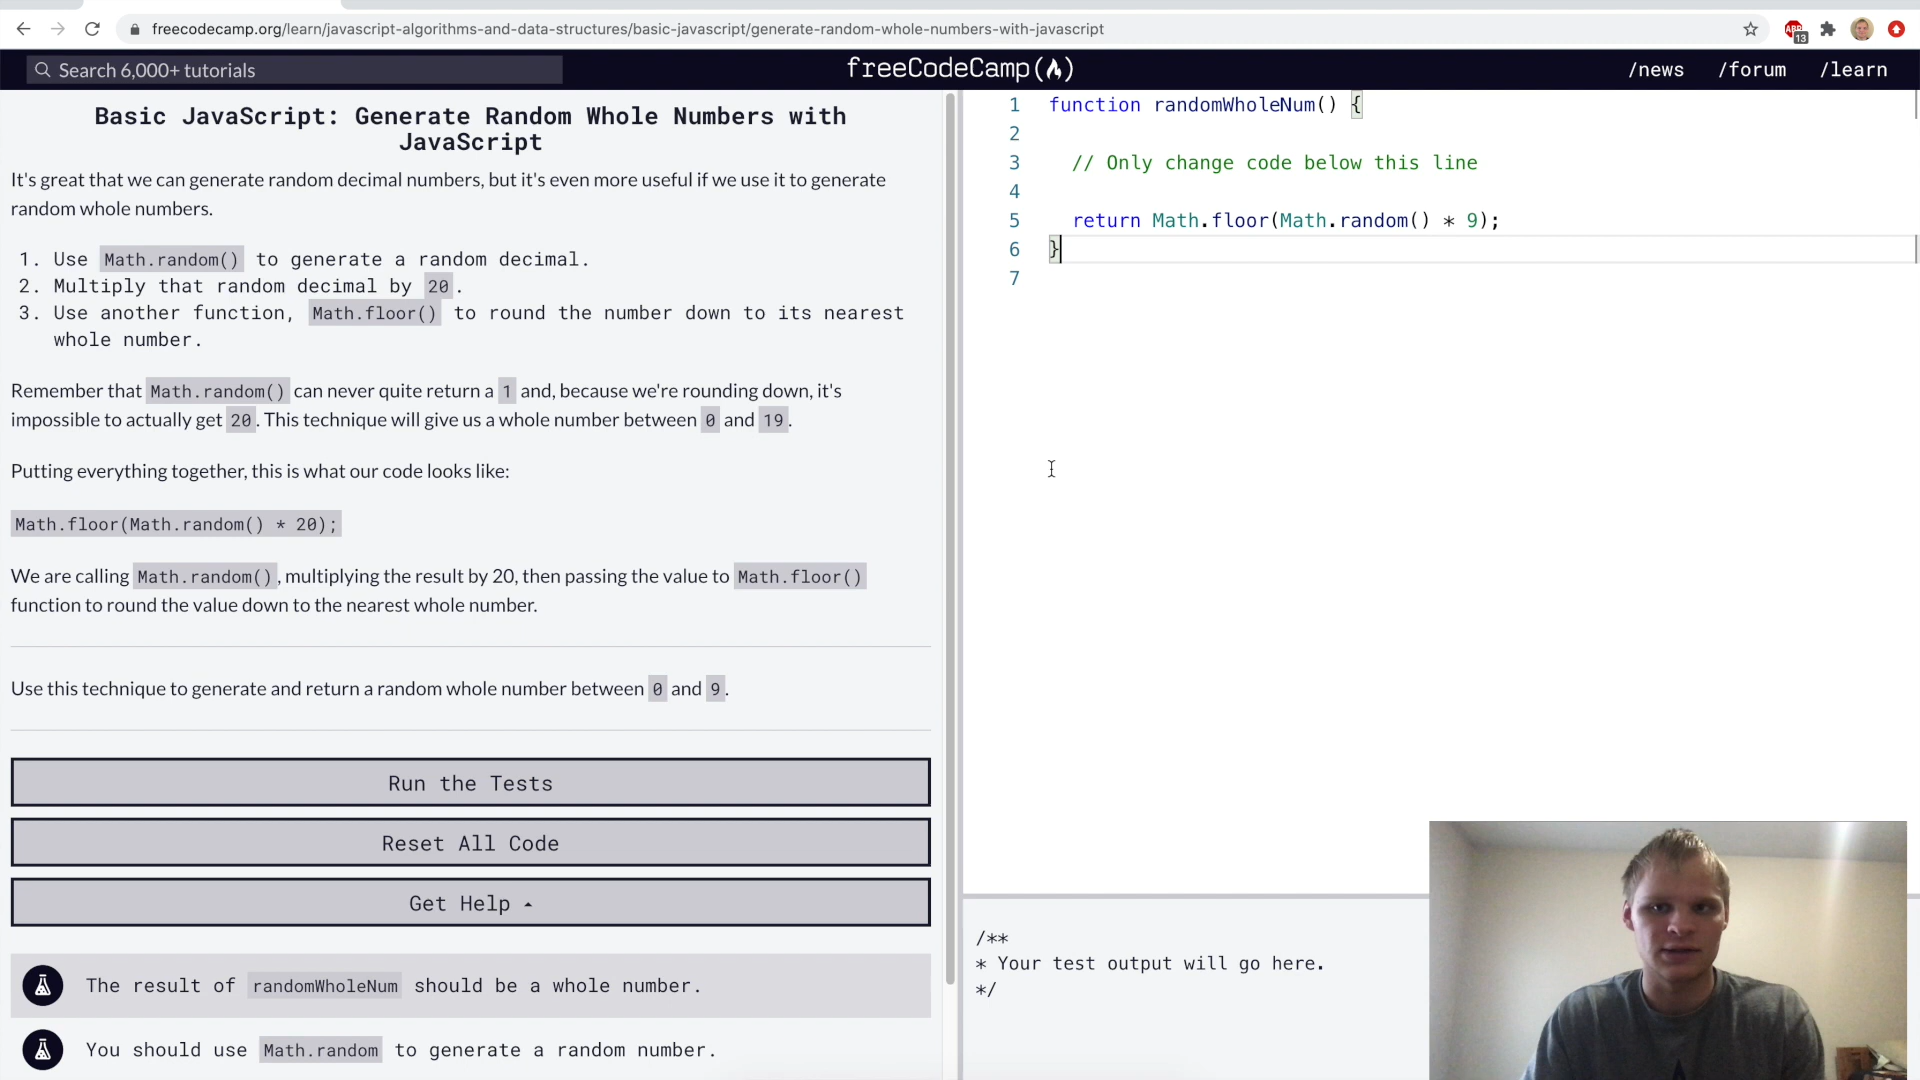 freecodecamp.org/learn/javascript-algorithms-and-data-structures/basic-javascript/generate-random-whole-numbers-with-javascript
ABP
13
Search 6,000+ tutorials
freeCodeCamp
/news
/forum
/learn
Basic JavaScript: Generate Random Whole Numbers with
JavaScript
It's great that we can generate random decimal numbers, but it's even more useful if we use it to generate
random whole numbers.
1. Use Math.random() to generate a random decimal.
2. Multiply that random decimal by 20.
3. Use another function, Math.floor() to round the number down to its nearest
whole number.
Remember that Math.random() can never quite return a 1 and, because we're rounding down, it's
impossible to actually get 20. This technique will give us a whole number between 0 and 19.
Putting everything together, this is what our code looks like:
Math.floor(Math.random() * 20);
We are calling Math.random(), multiplying the result by 20, then passing the value to Math.floor()
function to round the value down to the nearest whole number.
Use this technique to generate and return a random whole number between 0 and 9.
Run the Tests
Reset All Code
Get Help
The result of randomWholeNum should be a whole number.
You should use Math.random to generate a random number.
1 function randomWholeNum() {
2
3 // Only change code below this line
4
5 return Math.floor(Math.random() * 9);
6 }
7
/**
* Your test output will go here.
*/